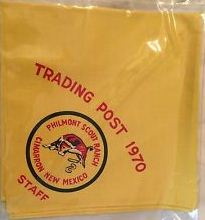 TRADING POST 1970
PHILMONT SCOUT RANCH
CIMARRON NEW MEXICO
STAFF